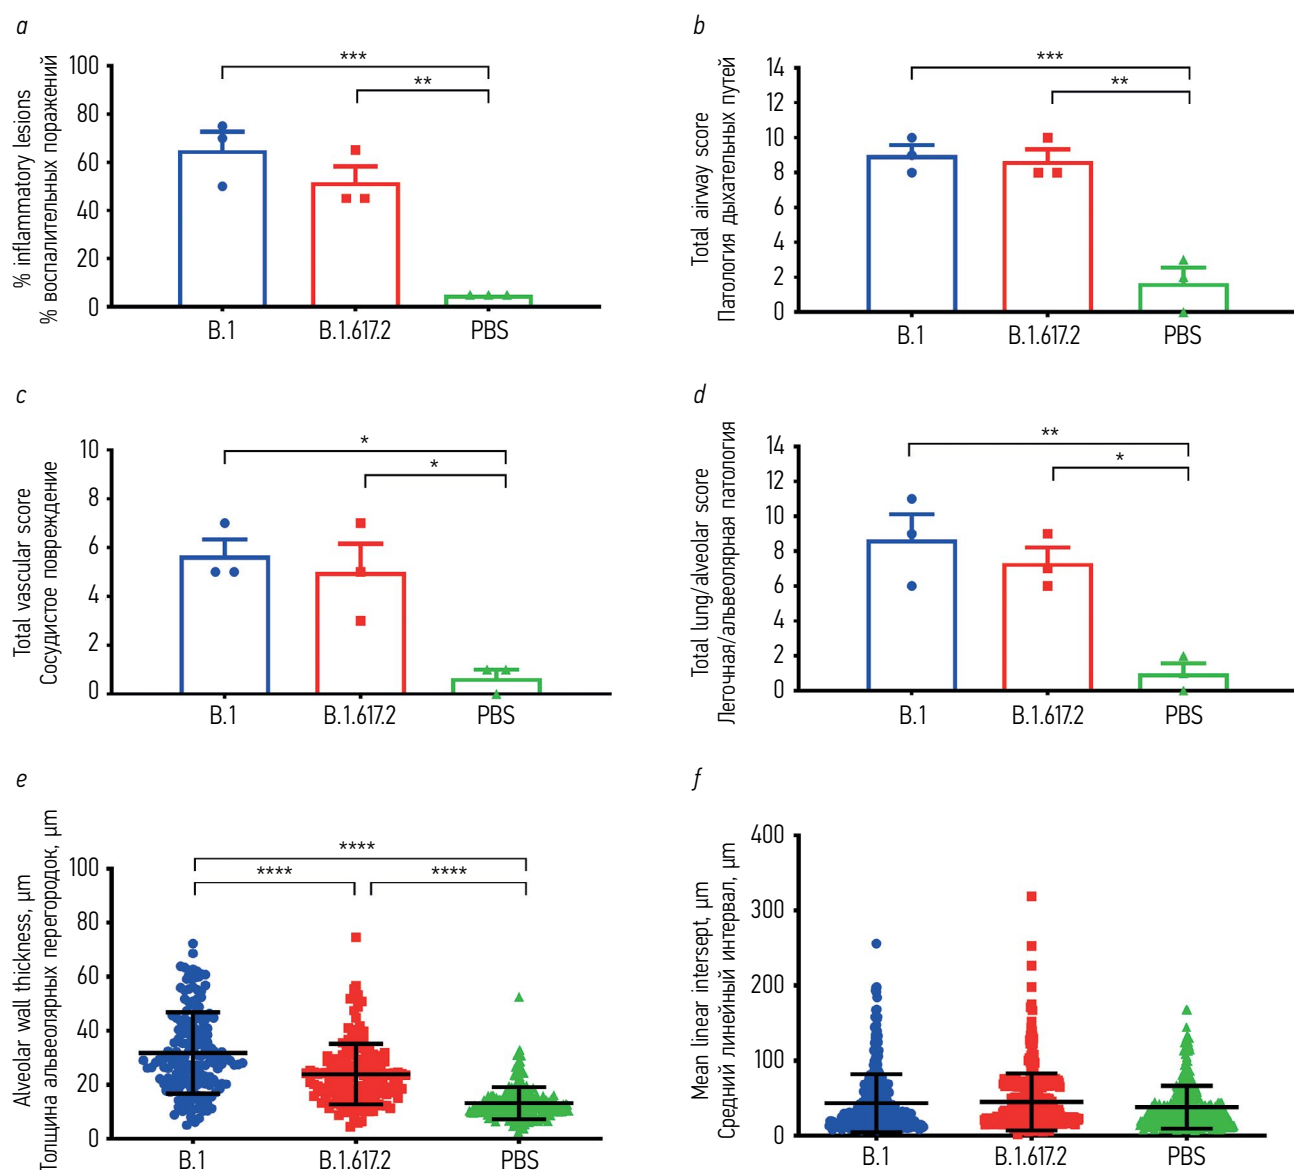 a
% inflammatory lesions
% воспалительных поражений
100
80
60
40
20
0
***
**
B.1
B.1.617.2
PBS
b
Total airway score
Патология дыхательных путей
14
12
10
8
6
4
2
0
***
**
B.1
B.1.617.2
PBS
c
Total vascular score
Сосудистое повреждение
10
8
6
4
2
0
*
*
B.1
B.1.617.2
PBS
d
Total lung/alveolar score
Легочная/альвеолярная патология
14
12
10
8
6
4
2
0
**
*
B.1
B.1.617.2
PBS
e
Alveolar wall thickness, µm
Толщина альвеолярных перегородок, µm
100
80
60
40
20
0
****
**** ****
B.1
B.1.617.2
PBS
f
Mean linear intersept, µm
Средний линейный интервал, µm
400
300
200
100
0
B.1
B.1.617.2
PBS